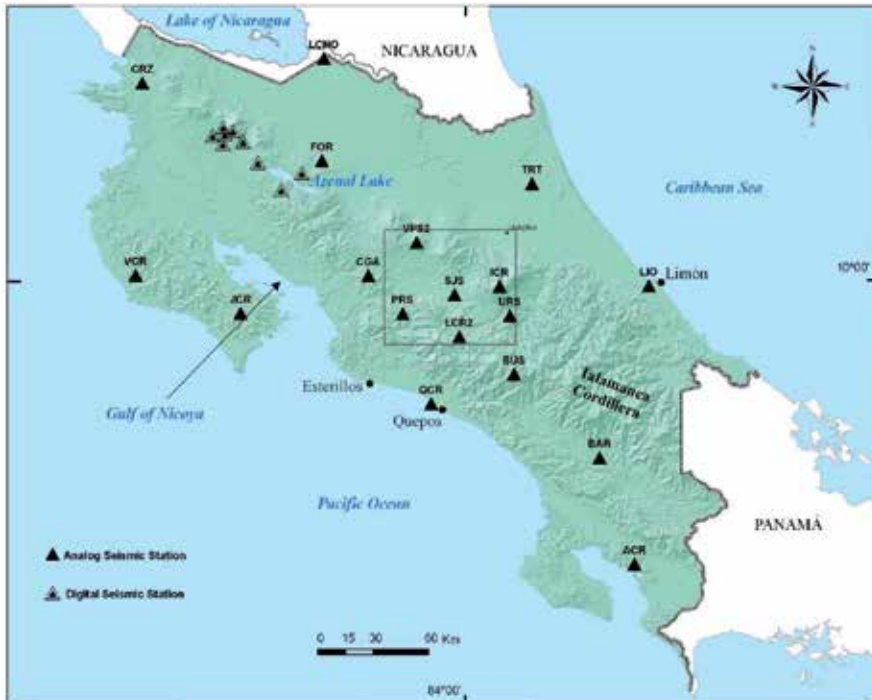 Lake of Nicaragua
LCNO
NICARAGUA
CRZ
N
FOR
Arenal Lake
TRT
Caribbean Sea
VPS2
VCR
CGA
ICR
LIO
Limón
10°00'
SJS
JCR
PRS
URS
LCR2
BUS
Esterillos
Talamanca
Cordillera
Gulf of Nicoya
QCR
Quepos
BAR
Pacific Ocean
PANAMÁ
Analog Seismic Station
ACR
Digital Seismic Station
0 15 30 60 Km
84°00'